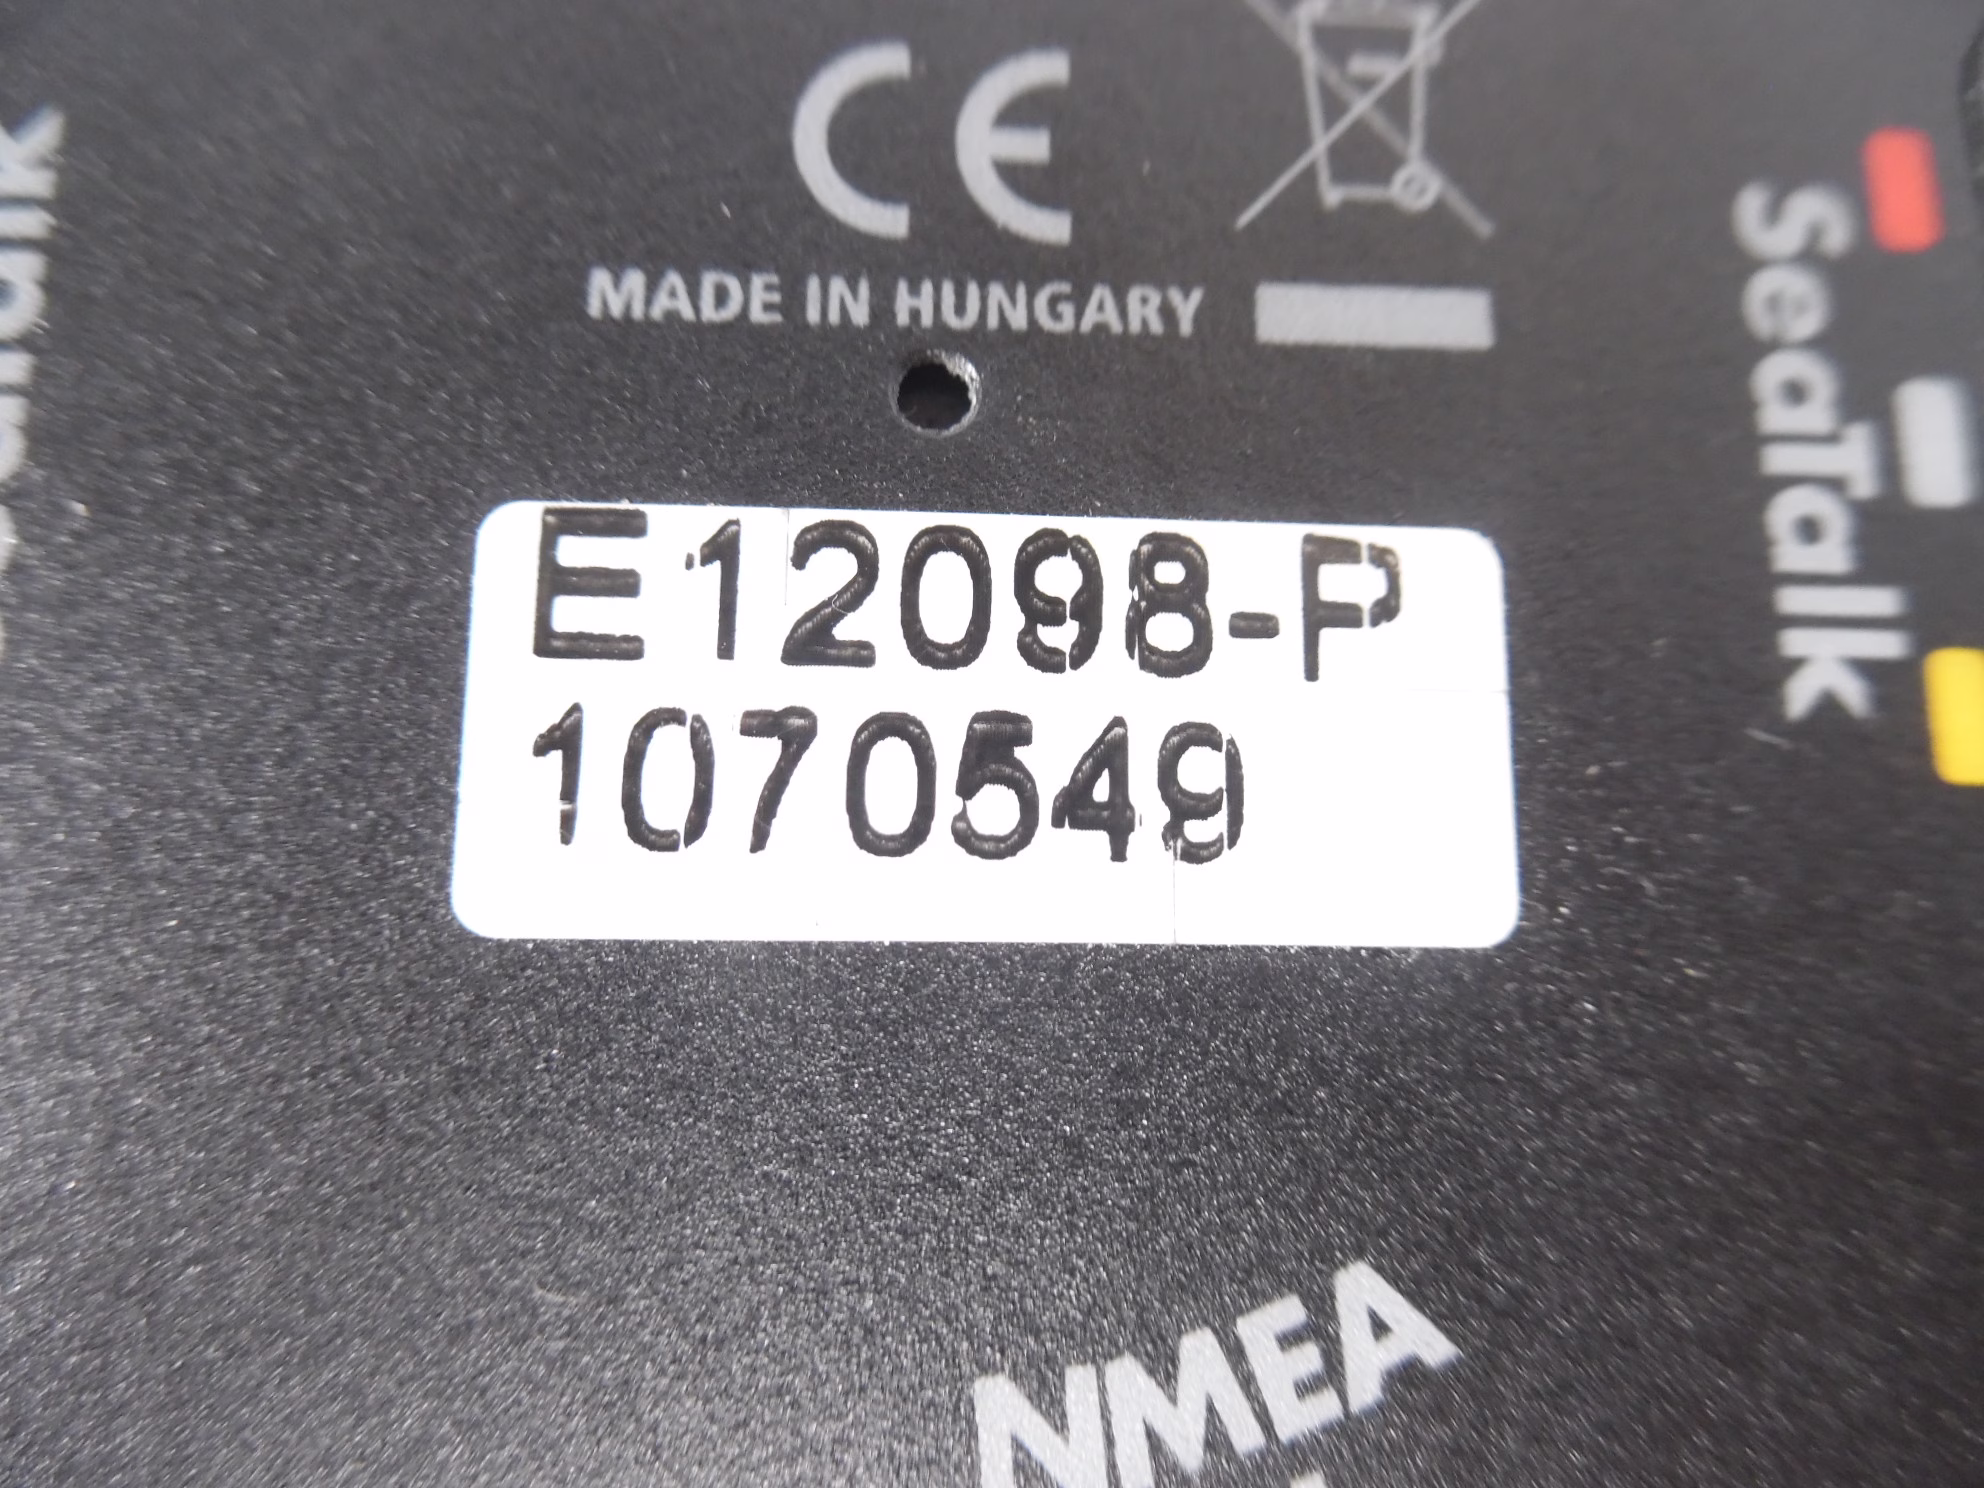 CE
MADE IN HUNGARY
SeaTalk
E12098-P
1070549
NMEA